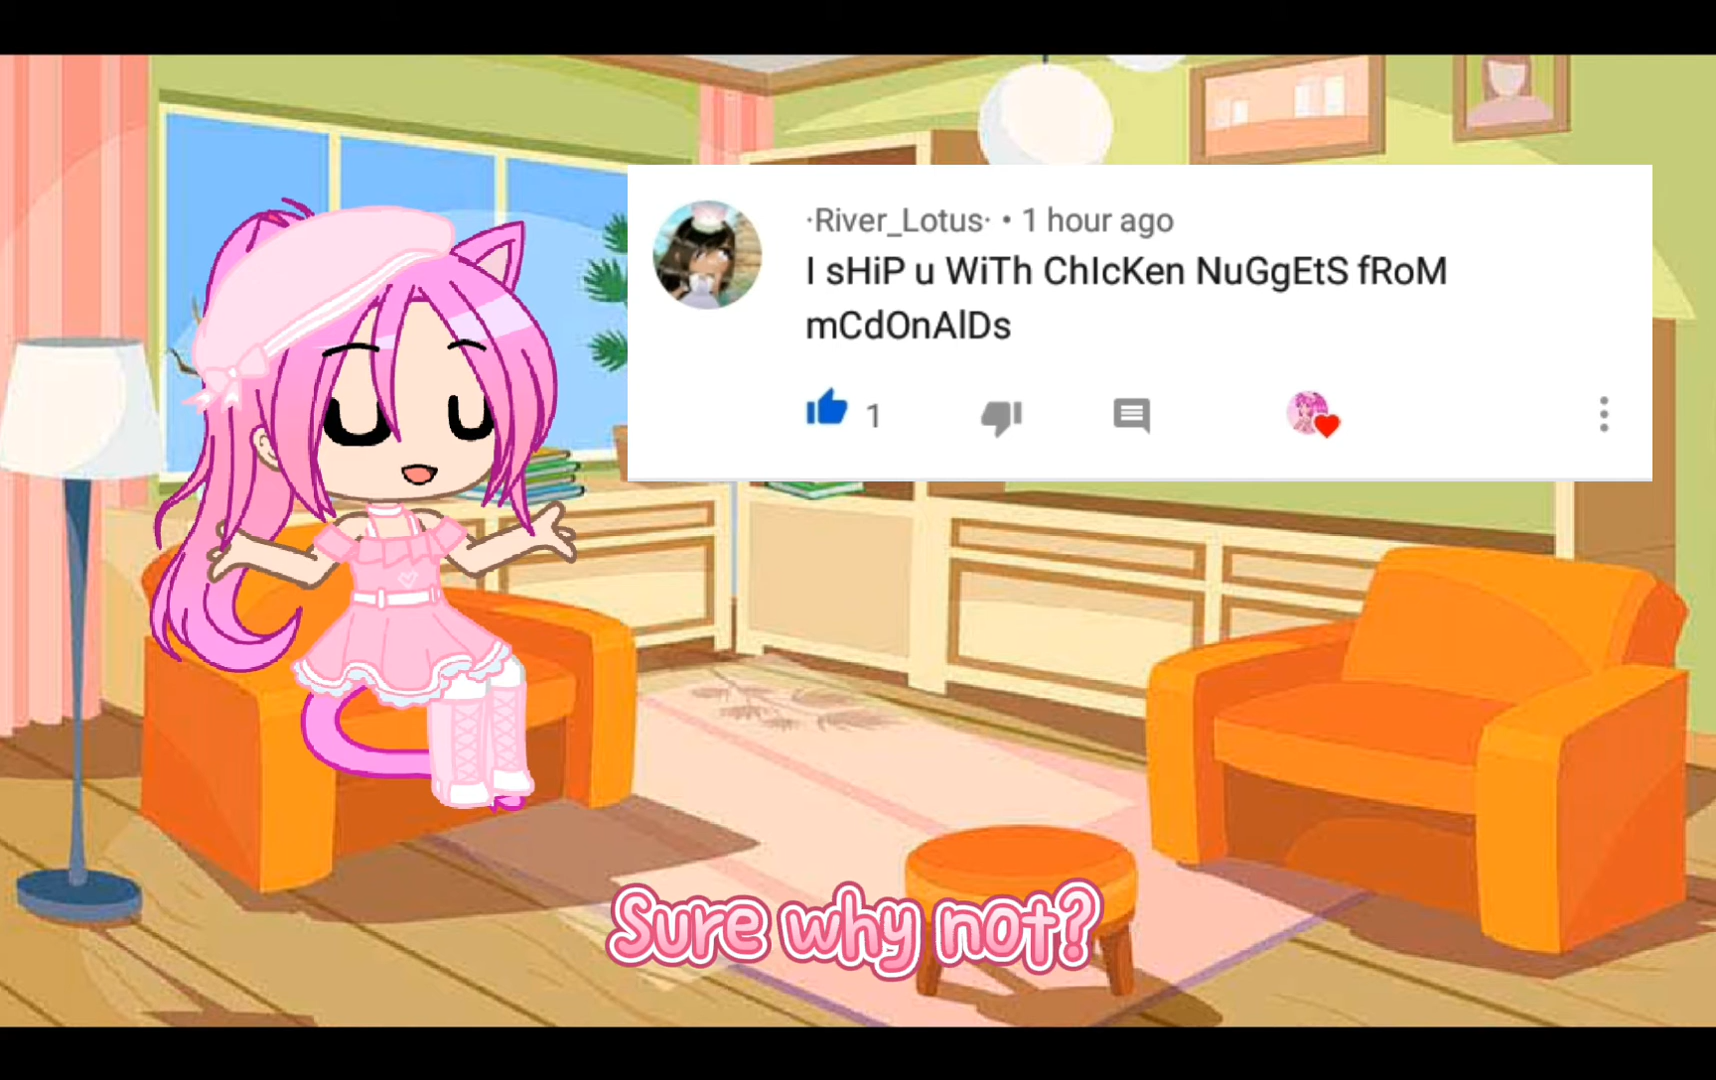 ·River_Lotus· • 1 hour ago
I sHiP u WiTh ChIcKen NuGgEtS fRoM
mCdOnAlDs
1
Sure why not?